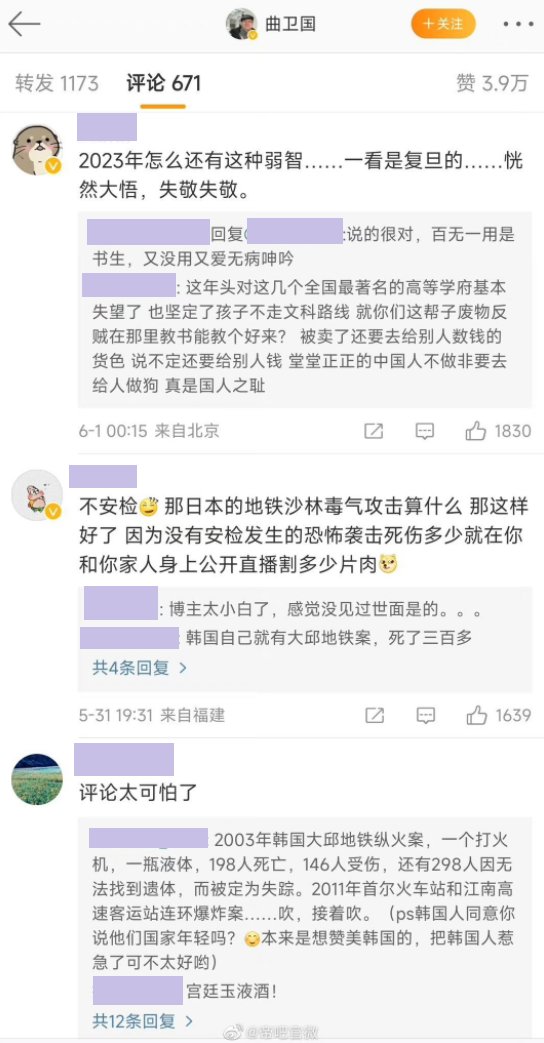 曲卫国
+关注
转发 1173
评论 671
赞 3.9万
2023年怎么还有这种弱智……一看是复旦的……恍
然大悟，失敬失敬。
回复@
:说的很对，百无一用是
书生，又没用又爱无病呻吟
: 这年头对这几个全国最著名的高等学府基本
失望了 也坚定了孩子不走文科路线 就你们这帮子废物反
贼在那里教书能教个好来？ 被卖了还要去给别人数钱的
货色 说不定还要给别人钱 堂堂正正的中国人不做非要去
给人做狗 真是国人之耻
6-1 00:15 来自北京
1830
不安检 那日本的地铁沙林毒气攻击算什么 那这样
好了 因为没有安检发生的恐怖袭击死伤多少就在你
和你家人身上公开直播割多少片肉
: 博主太小白了，感觉没见过世面是的。。。
: 韩国自己就有大邱地铁案，死了三百多
共4条回复 >
5-31 19:31 来自福建
1639
评论太可怕了
: 2003年韩国大邱地铁纵火案，一个打火
机，一瓶液体，198人死亡，146人受伤，还有298人因无
法找到遗体，而被定为失踪。2011年首尔火车站和江南高
速客运站连环爆炸案……吹，接着吹。（ps韩国人同意你
说他们国家年轻吗？本来是想赞美韩国的，把韩国人惹
急了可不太好哟）
: 宫廷玉液酒！
共12条回复 >
@帝吧官微